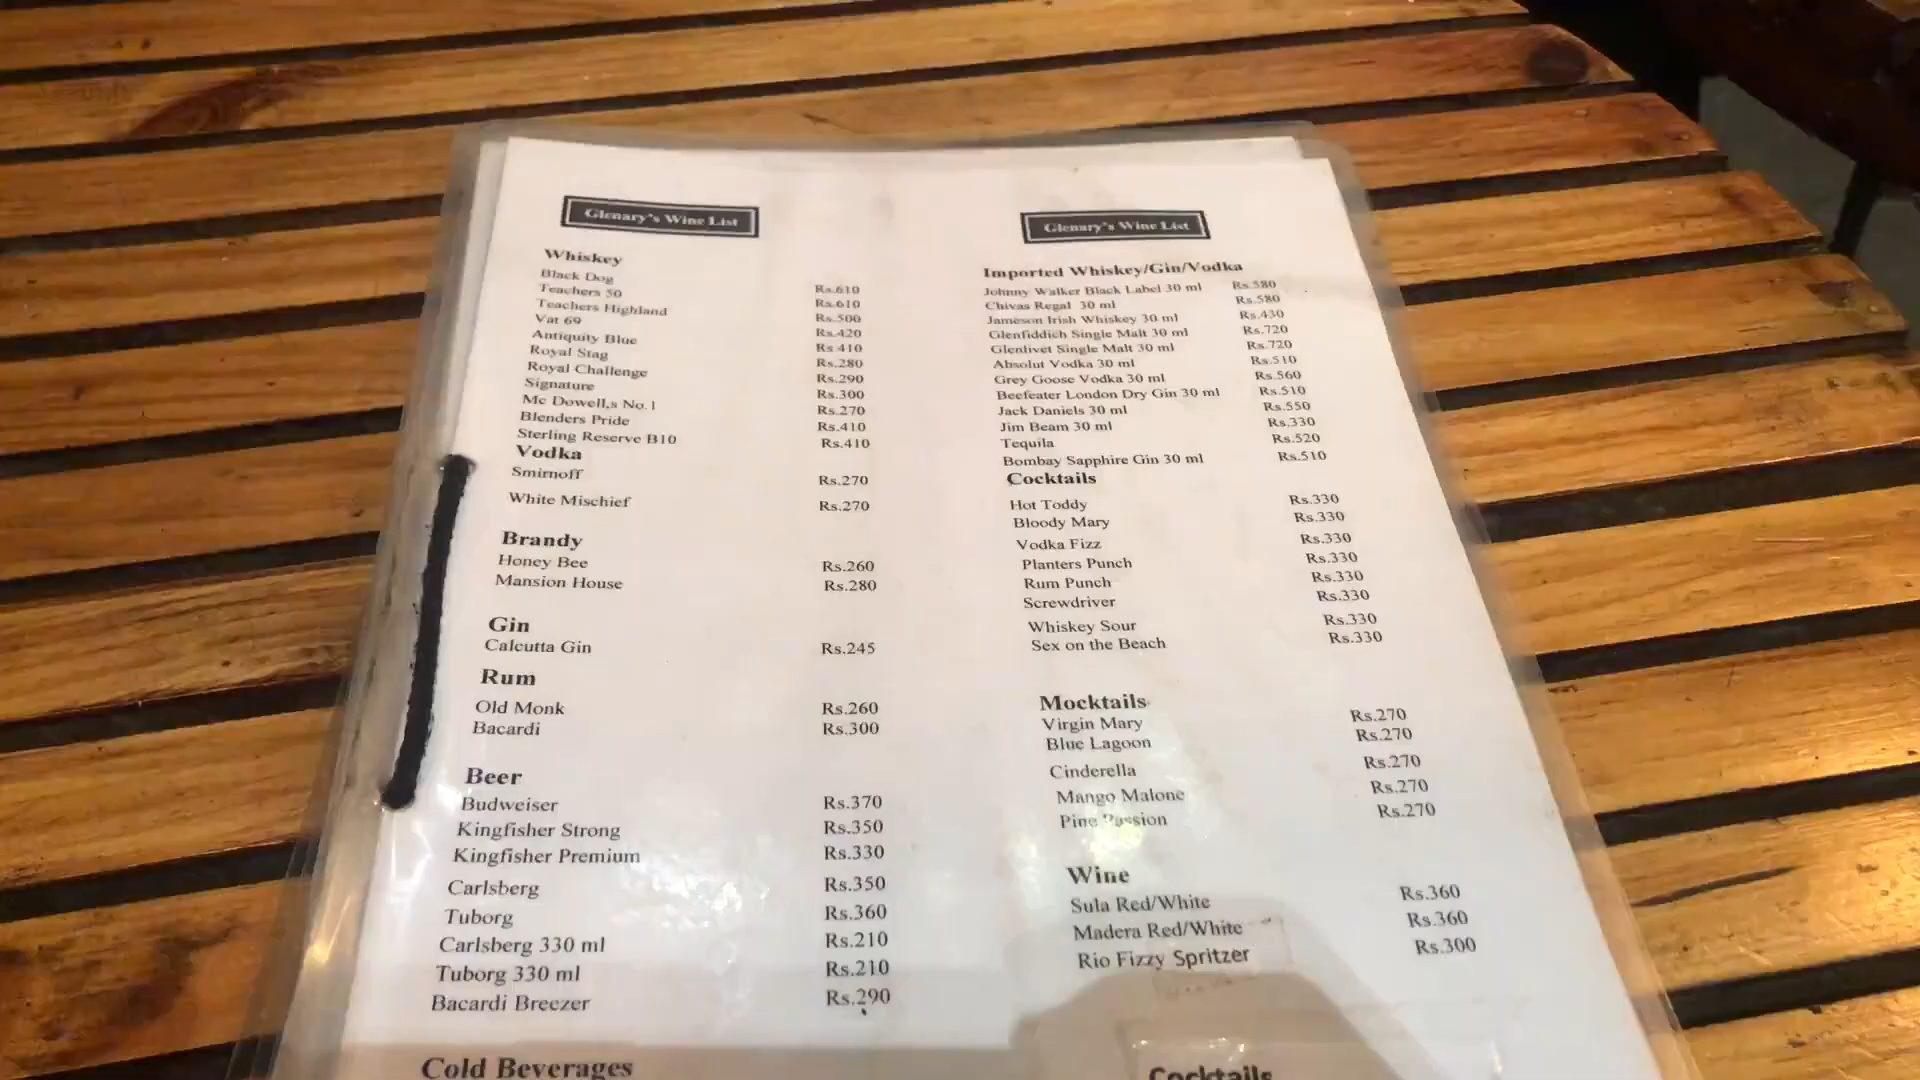 Glenary's Wine List
Whiskey
Black Dog Rs.610
Teachers 50 Rs.610
Teachers Highland Rs.500
Vat 69 Rs.420
Antiquity Blue Rs 410
Royal Stag Rs.280
Royal Challenge Rs.290
Signature Rs.300
Mc Dowell,s No.1 Rs.270
Blenders Pride Rs.410
Sterling Reserve B10 Rs.410
Vodka
Smirnoff Rs.270
White Mischief Rs.270
Brandy
Honey Bee Rs.260
Mansion House Rs.280
Gin
Calcutta Gin Rs.245
Rum
Old Monk Rs.260
Bacardi Rs.300
Beer
Budweiser Rs.370
Kingfisher Strong Rs.350
Kingfisher Premium Rs.330
Carlsberg Rs.350
Tuborg Rs.360
Carlsberg 330 ml Rs.210
Tuborg 330 ml Rs.210
Bacardi Breezer Rs.290
Cold Beverages
Glenary's Wine List
Imported Whiskey/Gin/Vodka
Johnny Walker Black Label 30 ml Rs.580
Chivas Regal 30 ml Rs.580
Jameson Irish Whiskey 30 ml Rs.430
Glenfiddich Single Malt 30 ml Rs.720
Glenlivet Single Malt 30 ml Rs.720
Absolut Vodka 30 ml Rs.510
Grey Goose Vodka 30 ml Rs.560
Beefeater London Dry Gin 30 ml Rs.510
Jack Daniels 30 ml Rs.550
Jim Beam 30 ml Rs.330
Tequila Rs.520
Bombay Sapphire Gin 30 ml Rs.510
Cocktails
Hot Toddy Rs.330
Bloody Mary Rs.330
Vodka Fizz Rs.330
Planters Punch Rs.330
Rum Punch Rs.330
Screwdriver Rs.330
Whiskey Sour Rs.330
Sex on the Beach Rs.330
Mocktails
Virgin Mary Rs.270
Blue Lagoon Rs.270
Cinderella Rs.270
Mango Malone Rs.270
Pine Passion Rs.270
Wine
Sula Red/White Rs.360
Madera Red/White Rs.360
Rio Fizzy Spritzer Rs.300
Cocktails